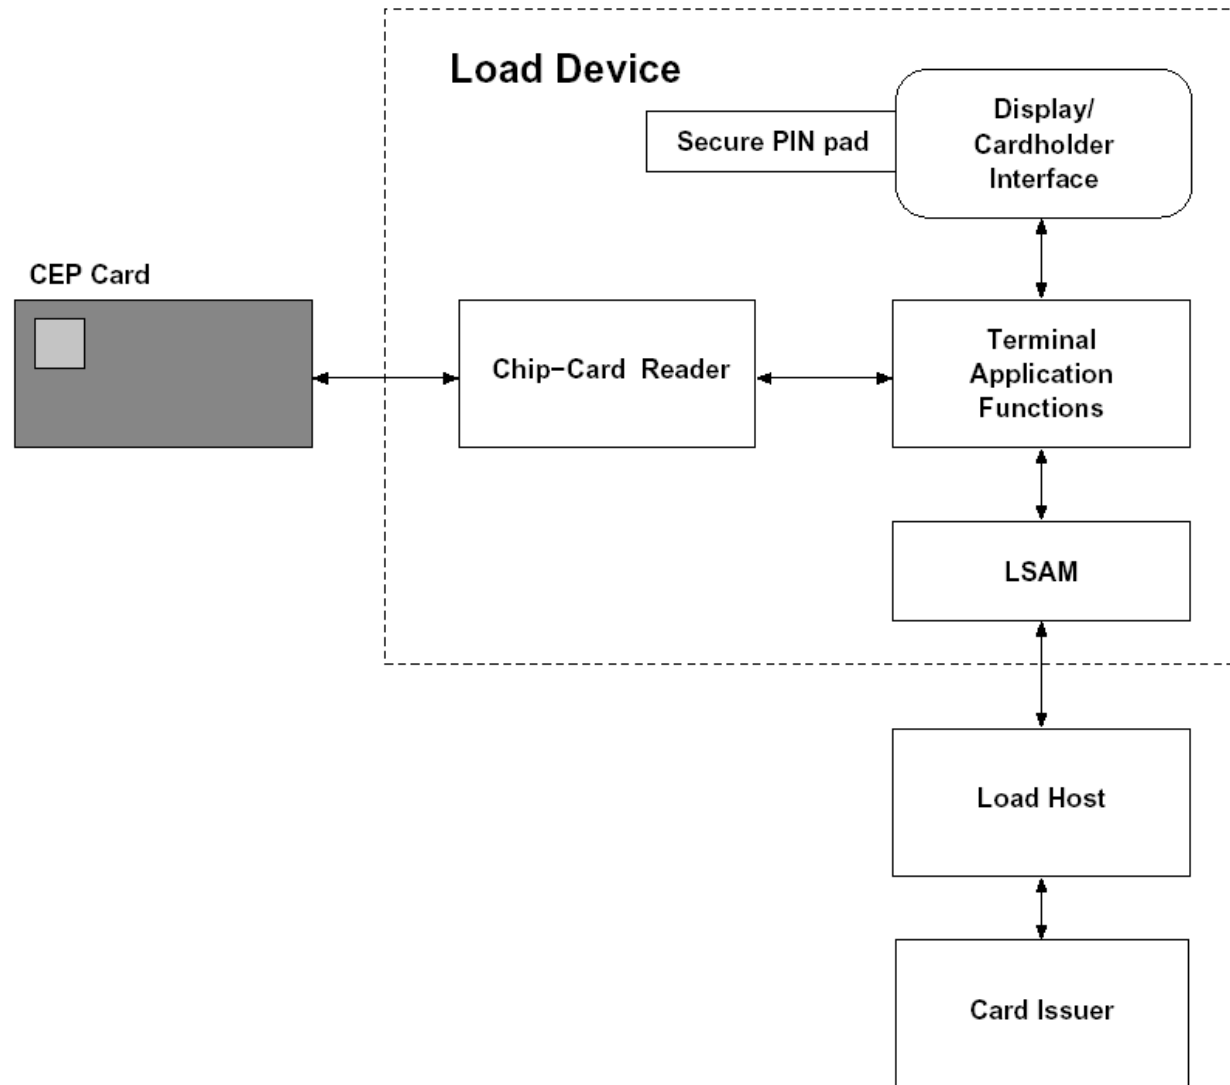 Load Device
Display/
Cardholder
Interface
Secure PIN pad
CEP Card
Chip−Card Reader
Terminal
Application
Functions
LSAM
Load Host
Card Issuer